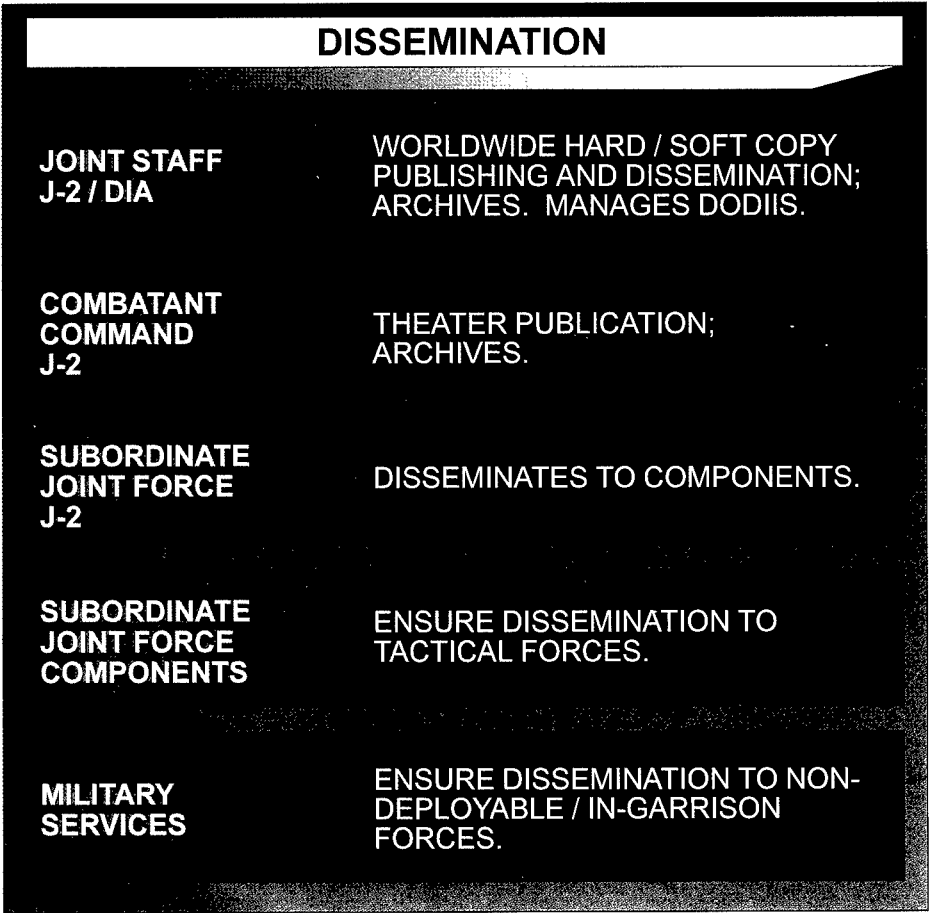 DISSEMINATION
JOINT STAFF
J-2 / DIA
WORLDWIDE HARD / SOFT COPY
PUBLISHING AND DISSEMINATION;
ARCHIVES. MANAGES DODIIS.
COMBATANT
COMMAND
J-2
THEATER PUBLICATION;
ARCHIVES.
SUBORDINATE
JOINT FORCE
J-2
DISSEMINATES TO COMPONENTS.
SUBORDINATE
JOINT FORCE
COMPONENTS
ENSURE DISSEMINATION TO
TACTICAL FORCES.
MILITARY
SERVICES
ENSURE DISSEMINATION TO NON-
DEPLOYABLE / IN-GARRISON
FORCES.